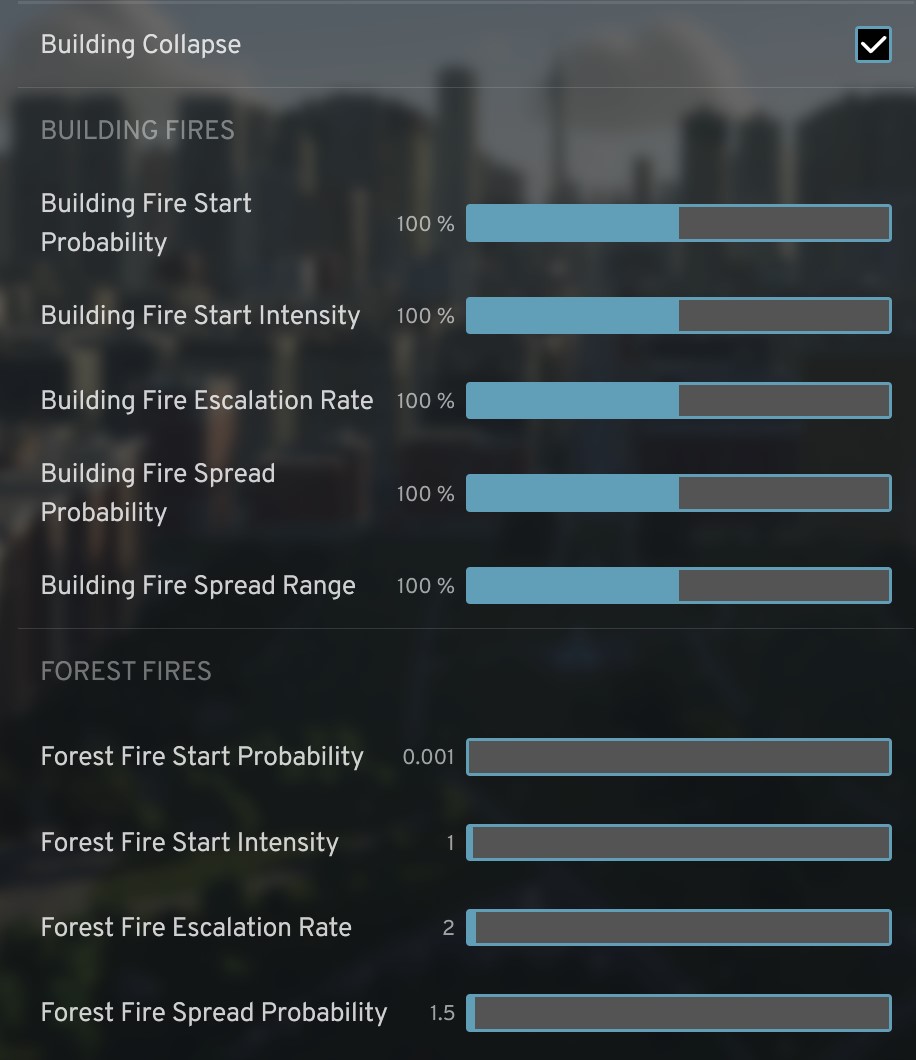 Building Collapse
BUILDING FIRES
Building Fire Start
Probability
100 %
Building Fire Start Intensity 100 %
Building Fire Escalation Rate 100 %
Building Fire Spread
Probability
100 %
Building Fire Spread Range 100 %
FOREST FIRES
Forest Fire Start Probability 0.001
Forest Fire Start Intensity 1
Forest Fire Escalation Rate 2
Forest Fire Spread Probability 1.5